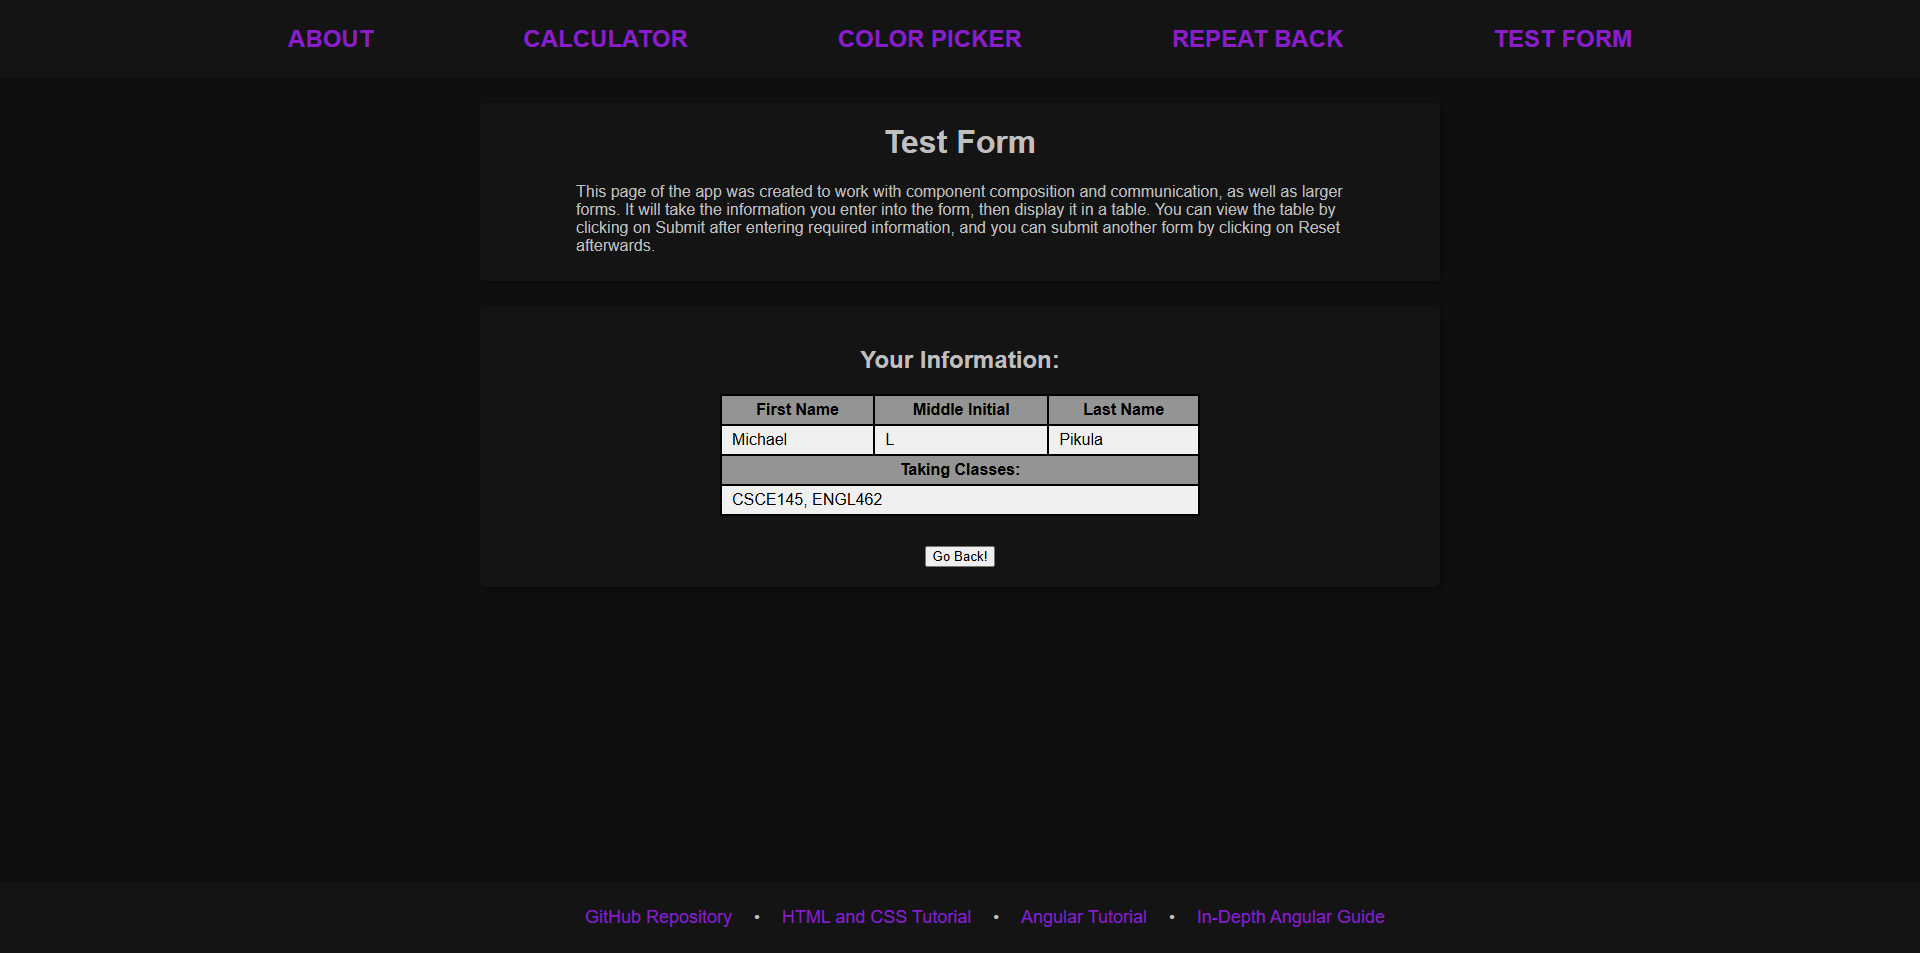 ABOUT CALCULATOR COLOR PICKER REPEAT BACK TEST FORM
Test Form
This page of the app was created to work with component composition and communication, as well as larger
forms. It will take the information you enter into the form, then display it in a table. You can view the table by
clicking on Submit after entering required information, and you can submit another form by clicking on Reset
afterwards.
Your Information:
First Name Middle Initial Last Name
Michael L Pikula
Taking Classes:
CSCE145, ENGL462
Go Back!
GitHub Repository • HTML and CSS Tutorial • Angular Tutorial • In-Depth Angular Guide